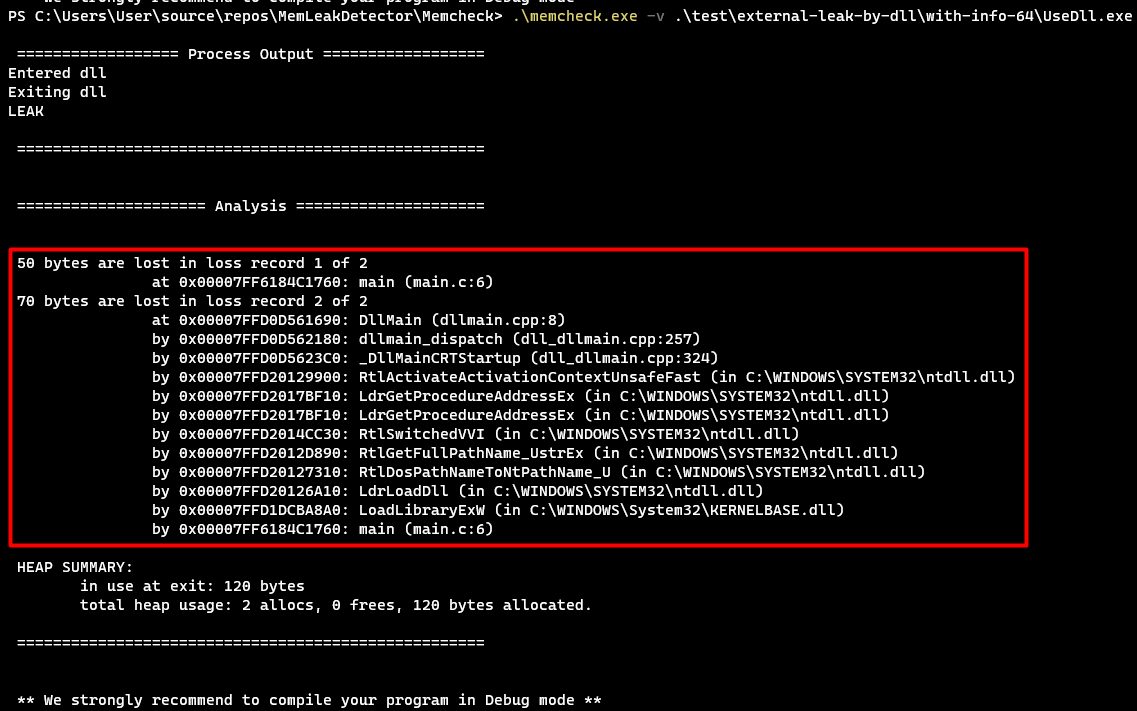 PS C:\Users\User\source\repos\MemLeakDetector\Memcheck> .\memcheck.exe -v .\test\external-leak-by-dll\with-info-64\UseDll.exe
================== Process Output ==================
Entered dll
Exiting dll
LEAK
====================================================
===================== Analysis =====================
50 bytes are lost in loss record 1 of 2
at 0x00007FF6184C1760: main (main.c:6)
70 bytes are lost in loss record 2 of 2
at 0x00007FFD0D561690: DllMain (dllmain.cpp:8)
by 0x00007FFD0D562180: dllmain_dispatch (dll_dllmain.cpp:257)
by 0x00007FFD0D5623C0: _DllMainCRTStartup (dll_dllmain.cpp:324)
by 0x00007FFD20129900: RtlActivateActivationContextUnsafeFast (in C:\WINDOWS\SYSTEM32\ntdll.dll)
by 0x00007FFD2017BF10: LdrGetProcedureAddressEx (in C:\WINDOWS\SYSTEM32\ntdll.dll)
by 0x00007FFD2017BF10: LdrGetProcedureAddressEx (in C:\WINDOWS\SYSTEM32\ntdll.dll)
by 0x00007FFD2014CC30: RtlSwitchedVVI (in C:\WINDOWS\SYSTEM32\ntdll.dll)
by 0x00007FFD2012D890: RtlGetFullPathName_UstrEx (in C:\WINDOWS\SYSTEM32\ntdll.dll)
by 0x00007FFD20127310: RtlDosPathNameToNtPathName_U (in C:\WINDOWS\SYSTEM32\ntdll.dll)
by 0x00007FFD20126A10: LdrLoadDll (in C:\WINDOWS\SYSTEM32\ntdll.dll)
by 0x00007FFD1DCBA8A0: LoadLibraryExW (in C:\WINDOWS\System32\KERNELBASE.dll)
by 0x00007FF6184C1760: main (main.c:6)
HEAP SUMMARY:
in use at exit: 120 bytes
total heap usage: 2 allocs, 0 frees, 120 bytes allocated.
====================================================
** We strongly recommend to compile your program in Debug mode **